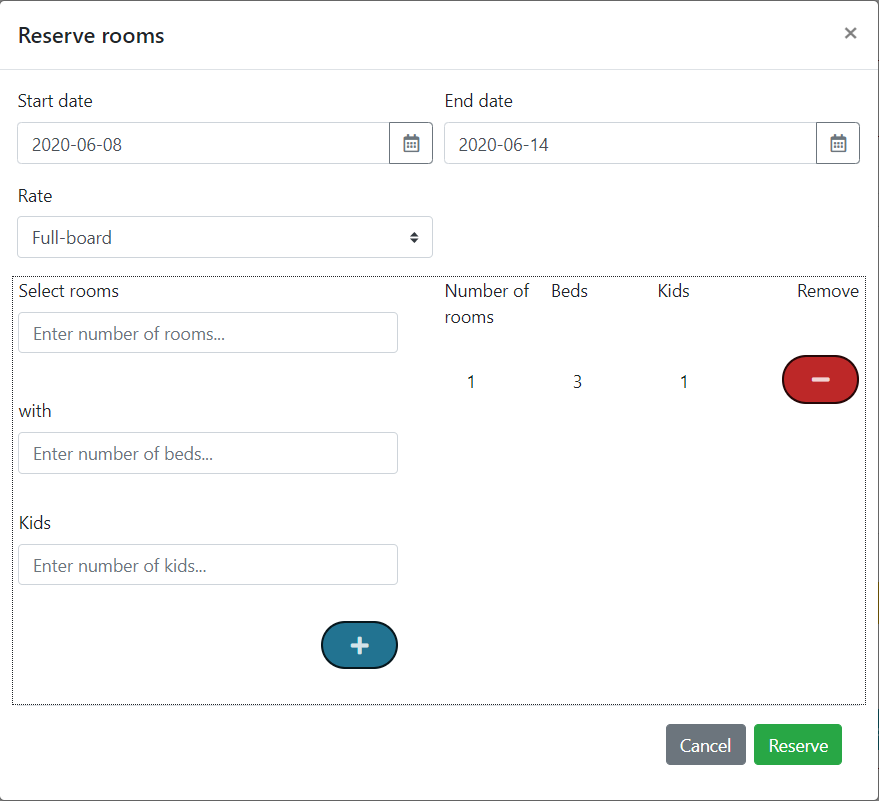 Reserve rooms ×
Start date End date
2020-06-08 2020-06-14
Rate
Full-board
Select rooms Number of rooms Beds Kids Remove
Enter number of rooms...
1 3 1
with
Enter number of beds...
Kids
Enter number of kids...
Cancel Reserve